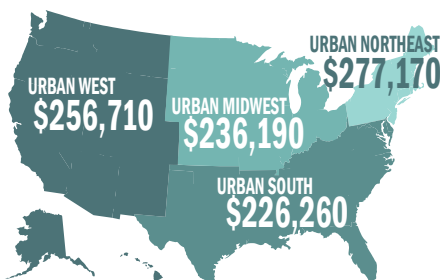 URBAN NORTHEAST
$277,170
URBAN WEST
$256,710
URBAN MIDWEST
$236,190
URBAN SOUTH
$226,260